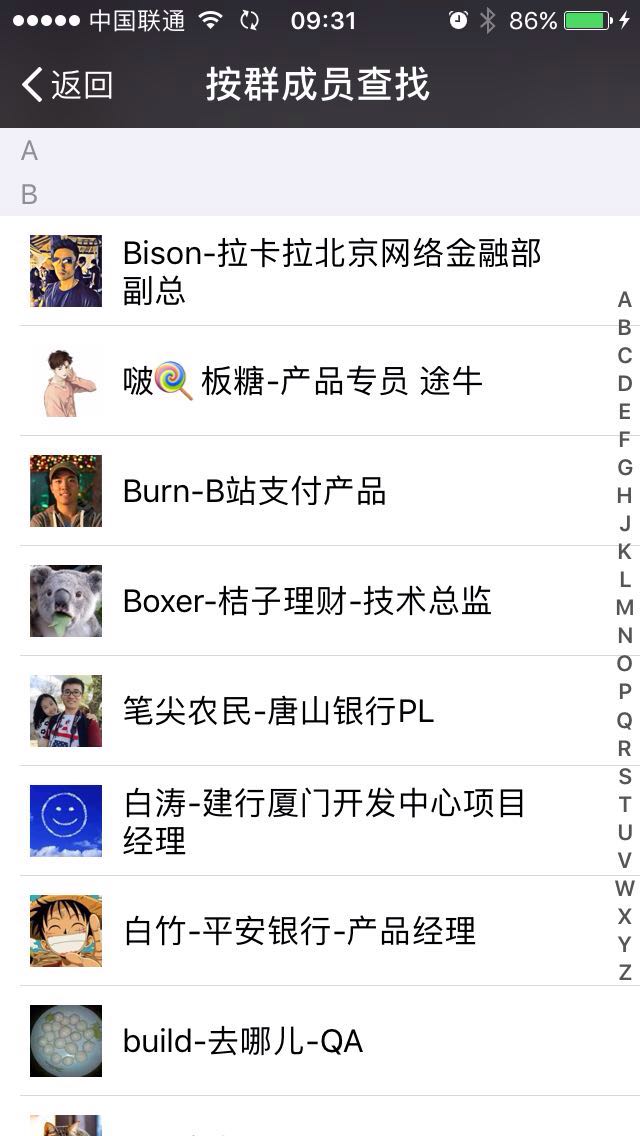 中国联通 09:31 86%
返回 按群成员查找
A
B
Bison-拉卡拉北京网络金融部
副总
啵🍭 板糖-产品专员 途牛
Burn-B站支付产品
Boxer-桔子理财-技术总监
笔尖农民-唐山银行PL
白涛-建行厦门开发中心项目
经理
白竹-平安银行-产品经理
build-去哪儿-QA
A
B
C
D
E
F
G
H
J
K
L
M
N
O
P
Q
R
S
T
U
V
W
X
Y
Z